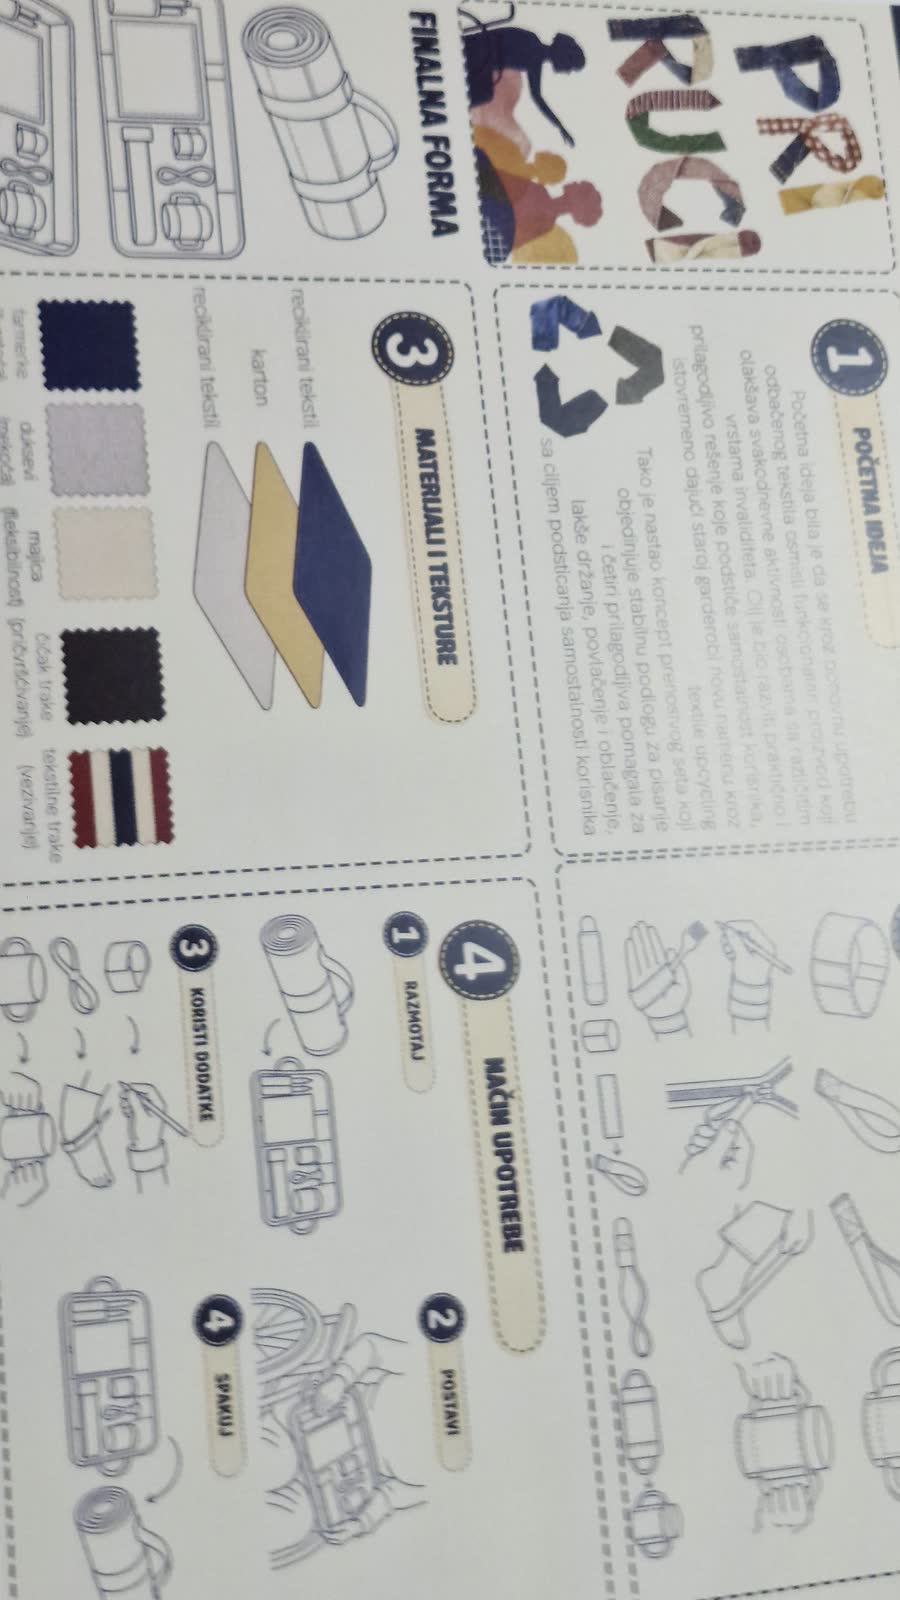 PRI
RUCI
1 POČETNA IDEJA
Početna ideja bila je da se kroz ponovnu upotrebu
odbačenog tekstila osmisli funkcionalan proizvod koji
olakšava svakodnevne aktivnosti osobama sa različitim
vrstama invaliditeta. Cilj je bio razviti praktično i
prilagodljivo rešenje koje podstiče samostalnost korisnika,
istovremeno dajući staroj garderobi novu namenu kroz
textile upcycling
Tako je nastao koncept prenosivog seta koji
objedinjuje stabilnu podlogu za pisanje
i četiri prilagodljiva pomagala za
lakše držanje, povlačenje i oblačenje,
sa ciljem podsticanja samostalnosti korisnika
FINALNA FORMA
3 MATERIJALI I TEKSTURE
reciklirani tekstil
karton
reciklirani tekstil
farmerke
duksevi
(mekoća)
majica
(fleksibilnost)
čičak trake
(pričvršćivanje)
tekstilne trake
(vezivanje)
4 NAČIN UPOTREBE
1 RAZMOTAJ
2 POSTAVI
3 KORISTI DODATKE
4 SPAKUJ